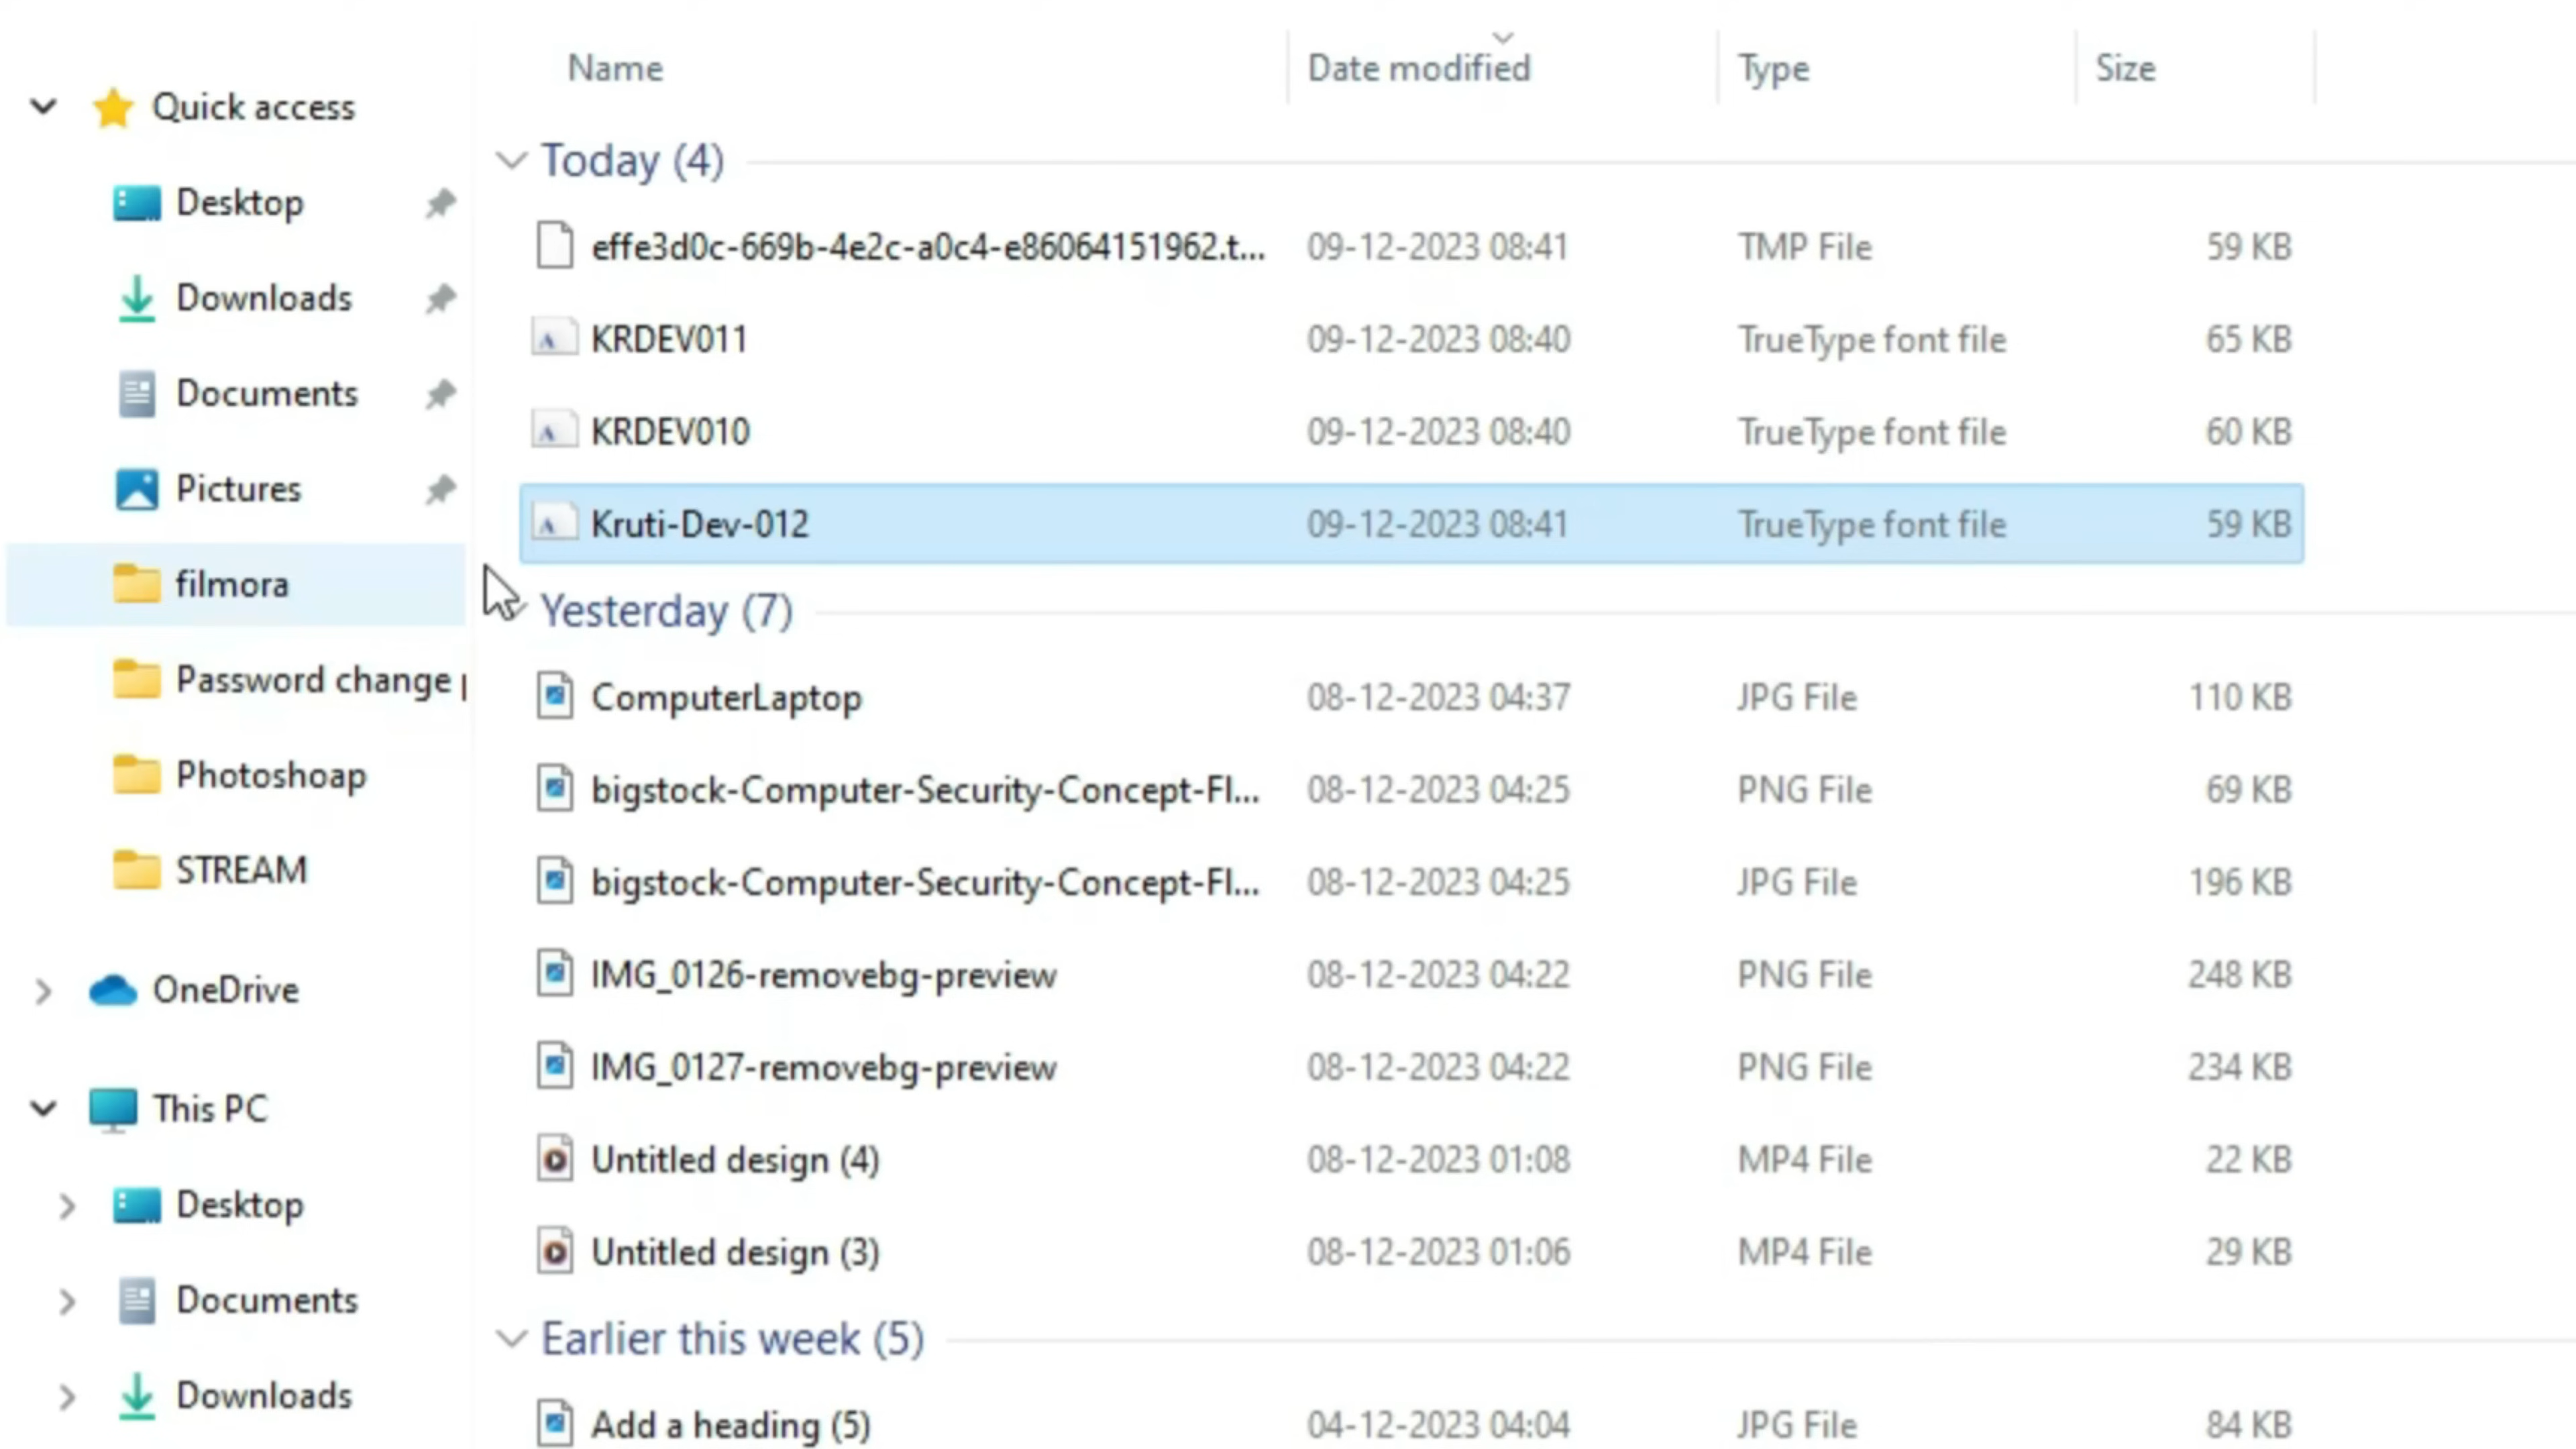 Name Date modified Type Size
Quick access
Desktop
Downloads
Documents
Pictures
filmora
Password change
Photoshoap
STREAM
OneDrive
This PC
Desktop
Documents
Downloads
Today (4)
effe3d0c-669b-4e2c-a0c4-e86064151962.t... 09-12-2023 08:41 TMP File 59 KB
KRDEV011 09-12-2023 08:40 TrueType font file 65 KB
KRDEV010 09-12-2023 08:40 TrueType font file 60 KB
Kruti-Dev-012 09-12-2023 08:41 TrueType font file 59 KB
Yesterday (7)
ComputerLaptop 08-12-2023 04:37 JPG File 110 KB
bigstock-Computer-Security-Concept-Fl... 08-12-2023 04:25 PNG File 69 KB
bigstock-Computer-Security-Concept-Fl... 08-12-2023 04:25 JPG File 196 KB
IMG_0126-removebg-preview 08-12-2023 04:22 PNG File 248 KB
IMG_0127-removebg-preview 08-12-2023 04:22 PNG File 234 KB
Untitled design (4) 08-12-2023 01:08 MP4 File 22 KB
Untitled design (3) 08-12-2023 01:06 MP4 File 29 KB
Earlier this week (5)
Add a heading (5) 04-12-2023 04:04 JPG File 84 KB